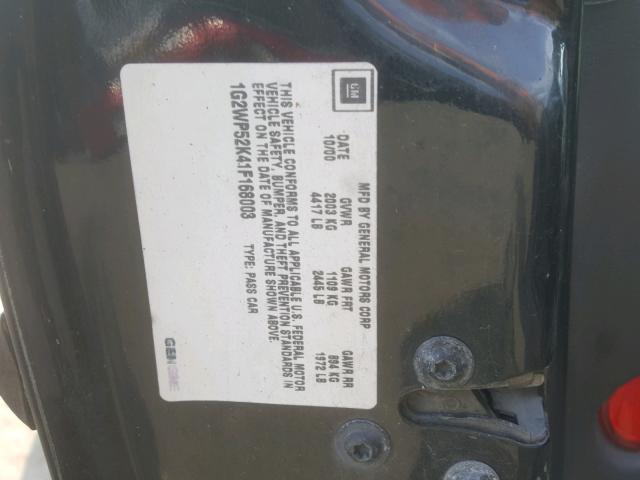 GM
MFD BY GENERAL MOTORS CORP
DATE GVWR GAWR FRT GAWR RR
10/00 2003 KG 1109 KG 894 KG
4417 LB 2445 LB 1972 LB
THIS VEHICLE CONFORMS TO ALL APPLICABLE U.S. FEDERAL MOTOR
VEHICLE SAFETY, BUMPER, AND THEFT PREVENTION STANDARDS IN
EFFECT ON THE DATE OF MANUFACTURE SHOWN ABOVE.
1G2WP52K41F168003 TYPE: PASS CAR